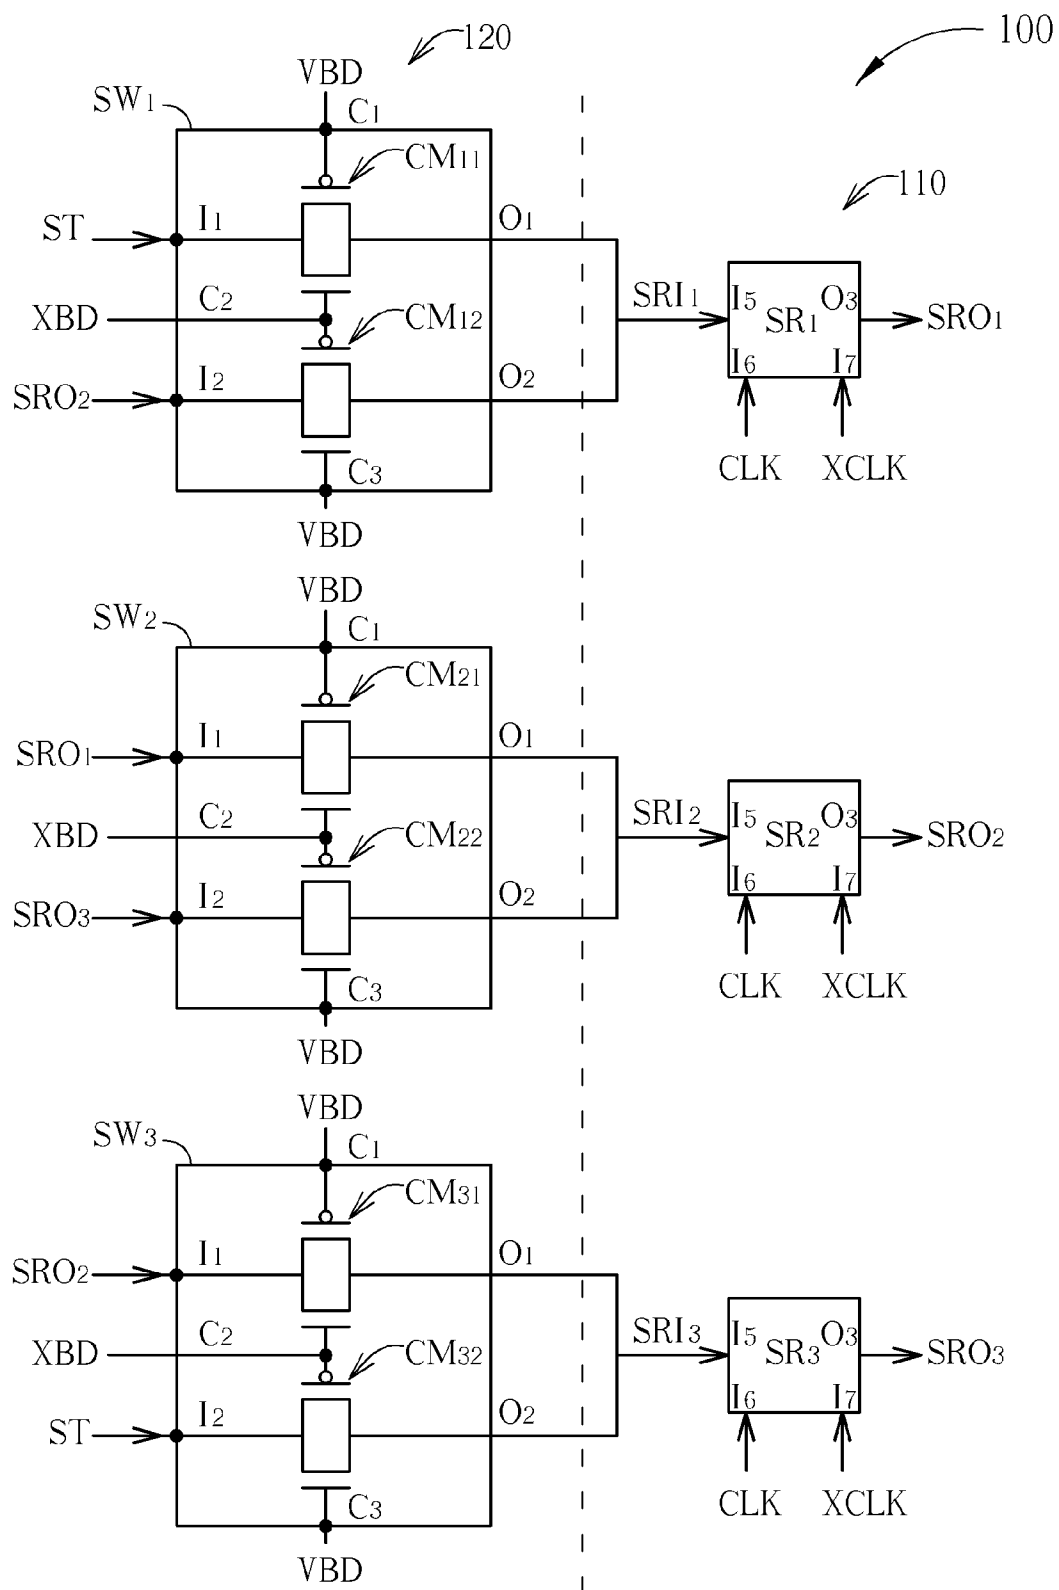 100
120
VBD
SW1
C1
CM11
110
ST
I1
O1
XBD
C2
CM12
SRI1
I5
O3
SR1
SRO1
I6
I7
SRO2
I2
O2
C3
CLK
XCLK
VBD
VBD
SW2
C1
CM21
SRO1
I1
O1
XBD
C2
CM22
SRI2
I5
O3
SR2
SRO2
I6
I7
SRO3
I2
O2
C3
CLK
XCLK
VBD
VBD
SW3
C1
CM31
SRO2
I1
O1
XBD
C2
CM32
SRI3
I5
O3
SR3
SRO3
I6
I7
ST
I2
O2
C3
CLK
XCLK
VBD